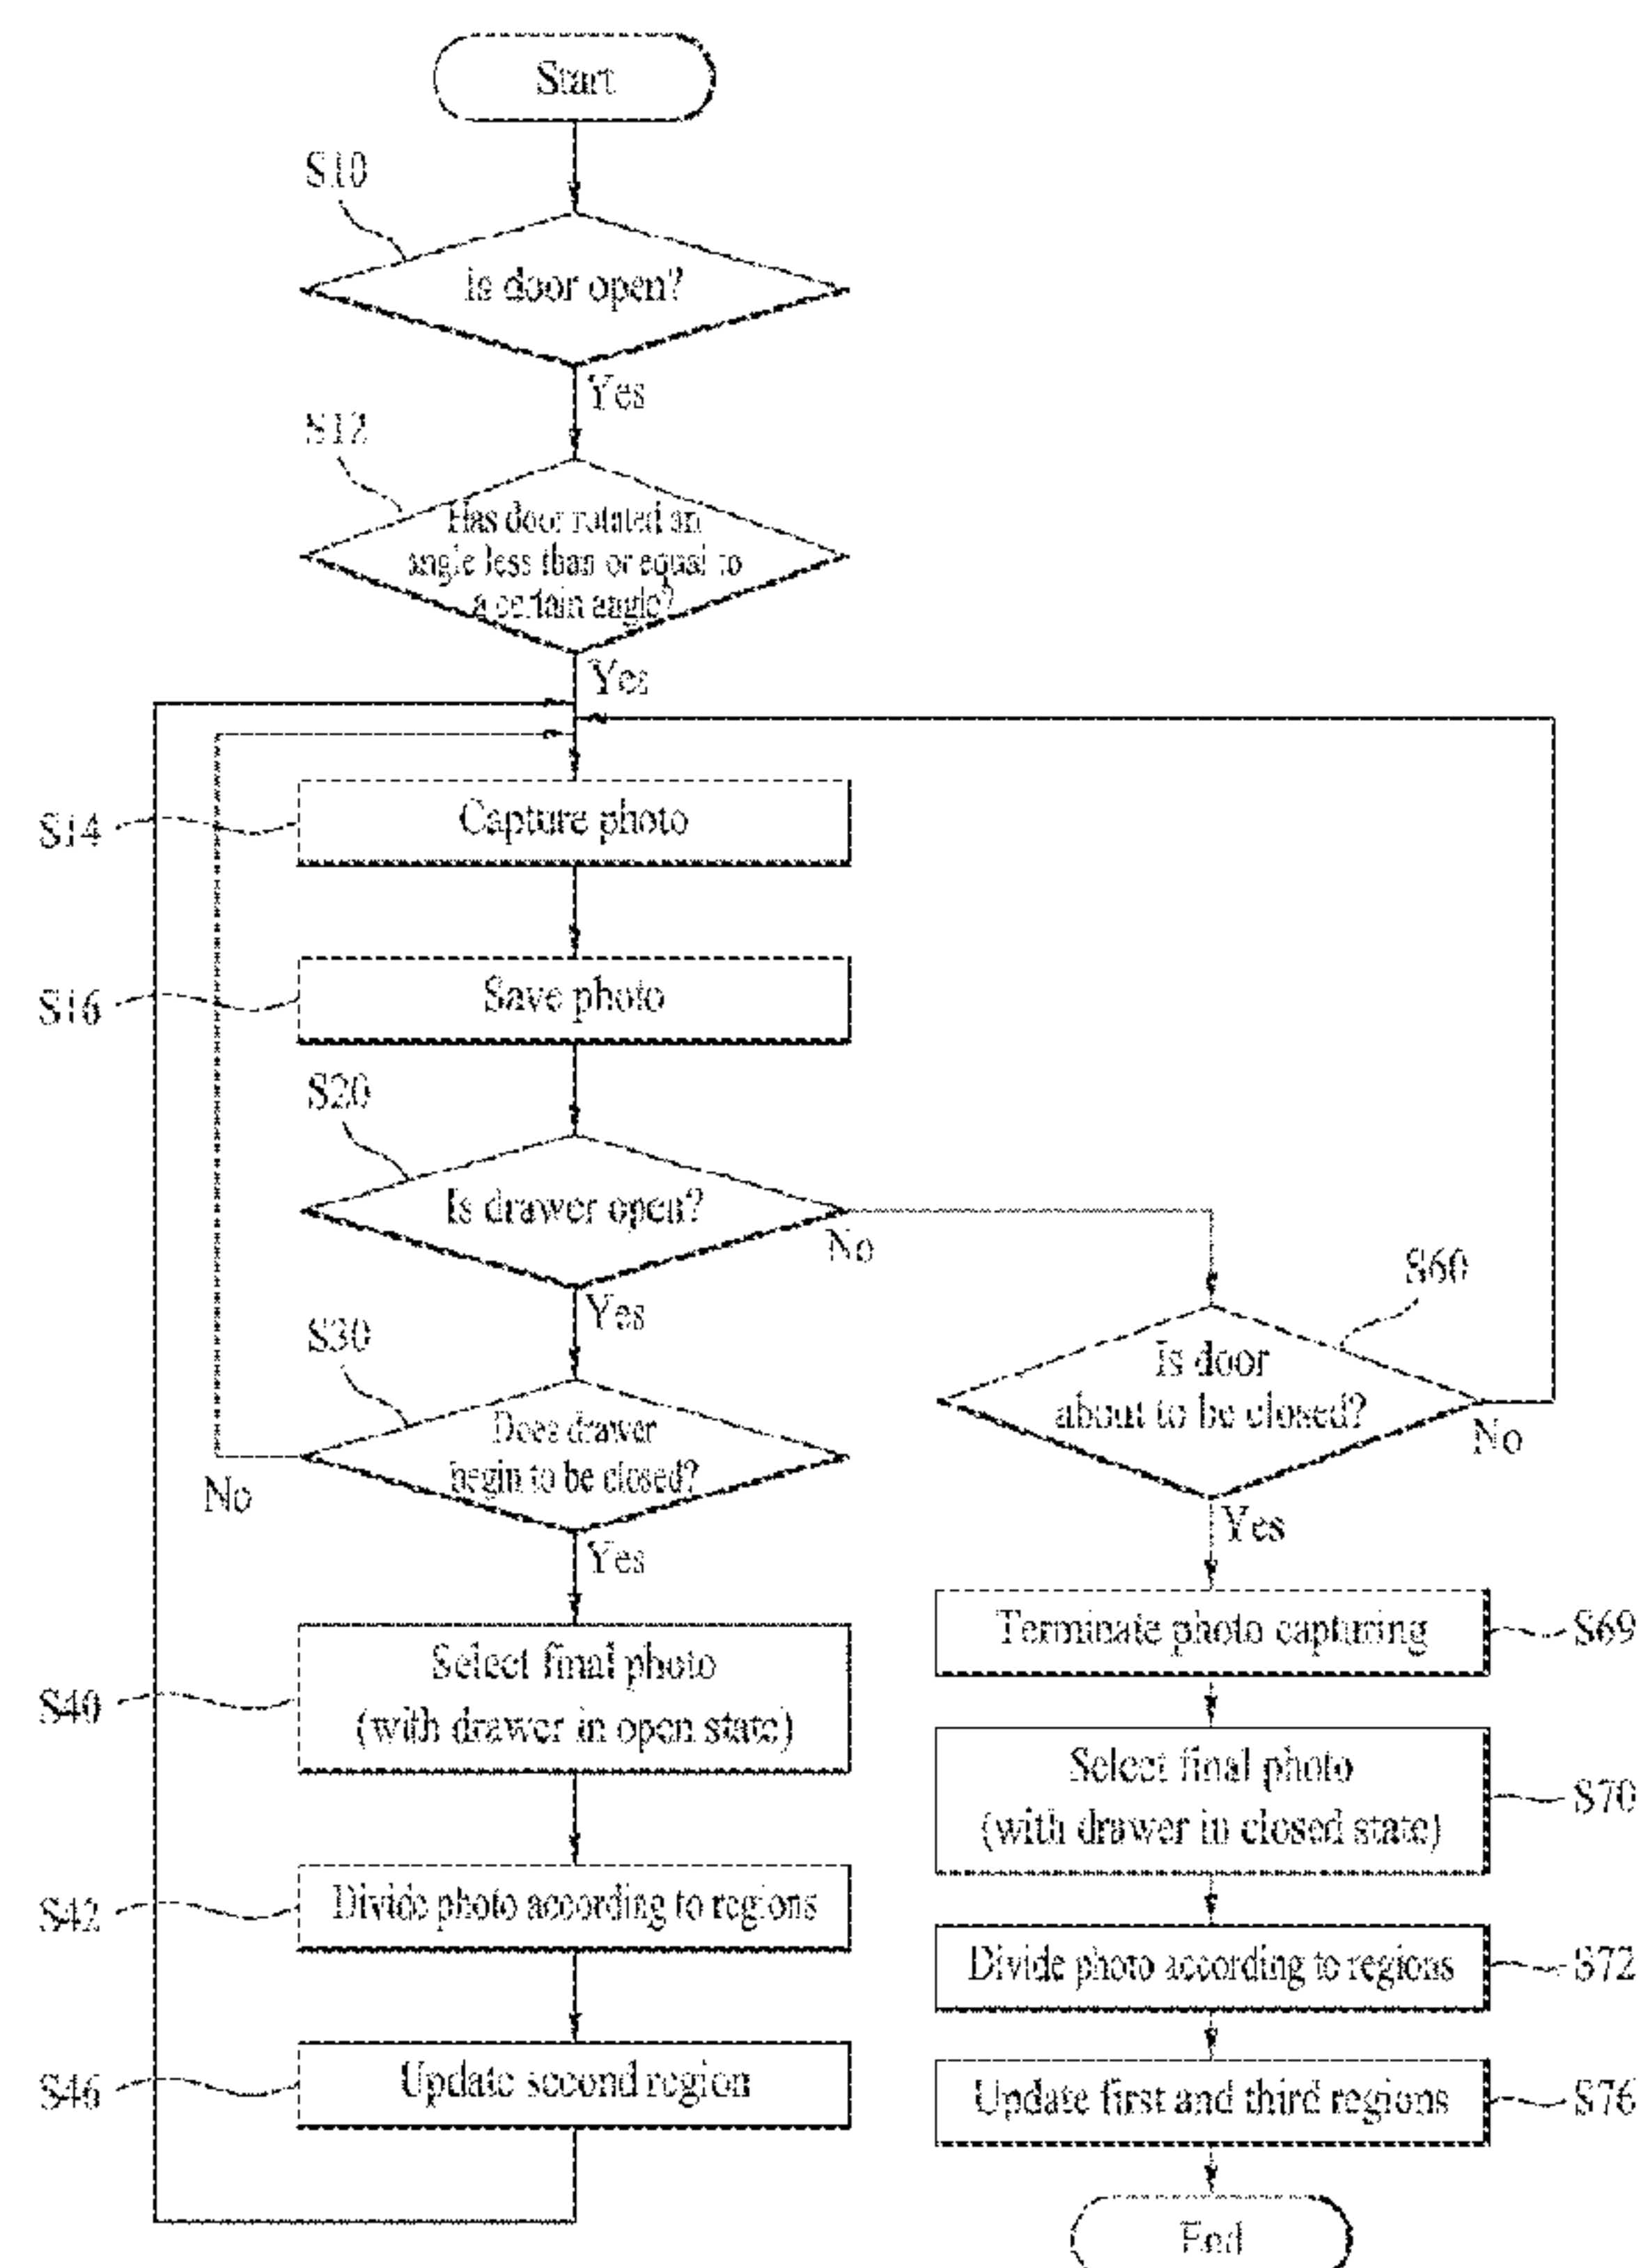 Start
S10
Is door open?
Yes
S12
Has door rotated an
angle less than or equal to
a certain angle?
Yes
S14
Capture photo
S16
Save photo
S20
Is drawer open?
No
Yes
S30
Does drawer
begin to be closed?
No
Yes
S40
Select final photo
(with drawer in open state)
S42
Divide photo according to regions
S46
Update second region
S60
Is door
about to be closed?
No
Yes
Terminate photo capturing
S69
Select final photo
(with drawer in closed state)
S70
Divide photo according to regions
S72
Update first and third regions
S76
End